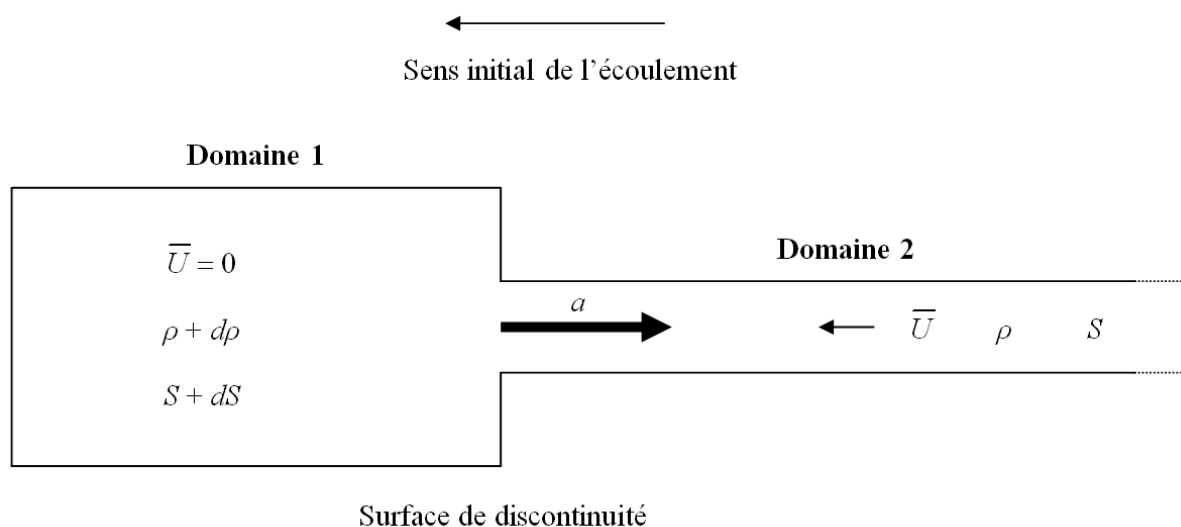 Sens initial de l’écoulement
Domaine 1
Domaine 2
U̅ = 0
a
ρ + dρ
U̅ ρ S
S + dS
Surface de discontinuité